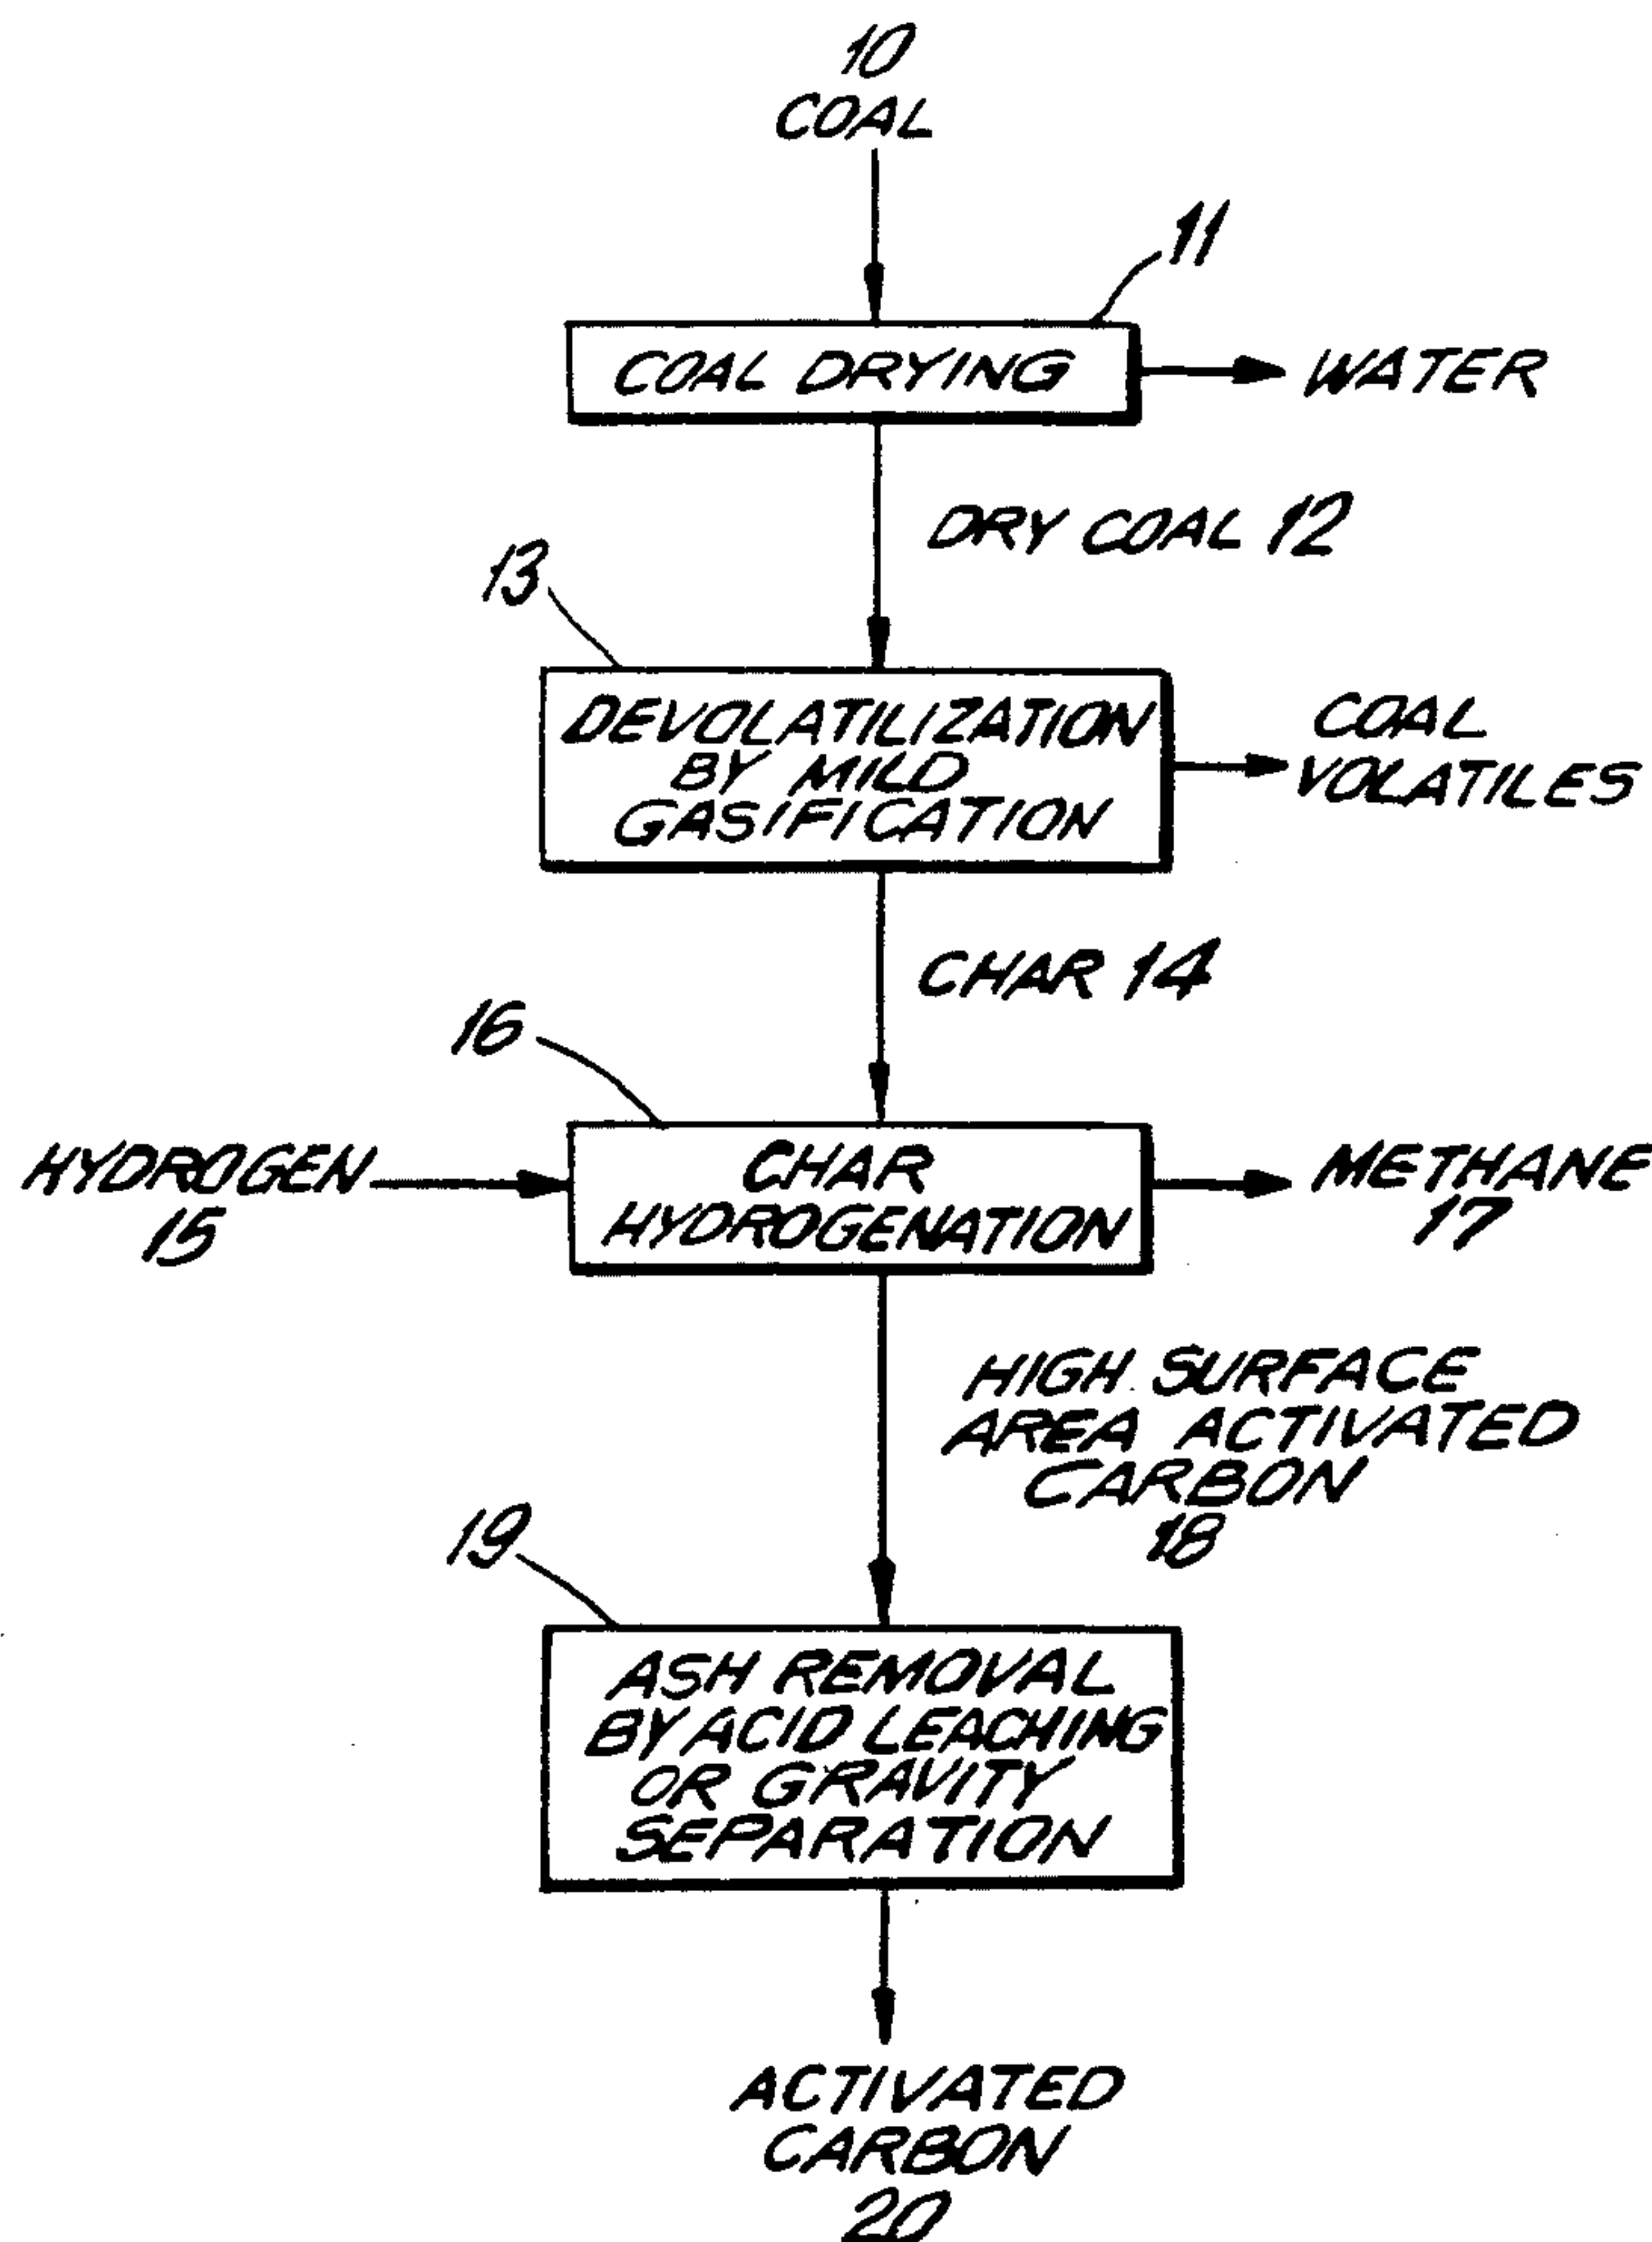 10
COAL
11
COAL DRYING
WATER
DRY COAL 12
13
DEVOLATILIZATION
BY MILD
GASIFICATION
COAL
VOLATILES
CHAR 14
16
HYDROGEN
15
CHAR
HYDROGENATION
METHANE
17
HIGH SURFACE
AREA ACTIVATED
CARBON
18
19
ASH REMOVAL
BY ACID LEACHING
OR GRAVITY
SEPARATION
ACTIVATED
CARBON
20